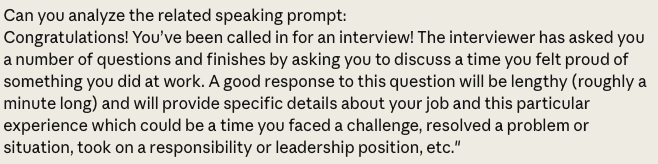 Can you analyze the related speaking prompt:
Congratulations! You’ve been called in for an interview! The interviewer has asked you
a number of questions and finishes by asking you to discuss a time you felt proud of
something you did at work. A good response to this question will be lengthy (roughly a
minute long) and will provide specific details about your job and this particular
experience which could be a time you faced a challenge, resolved a problem or
situation, took on a responsibility or leadership position, etc."